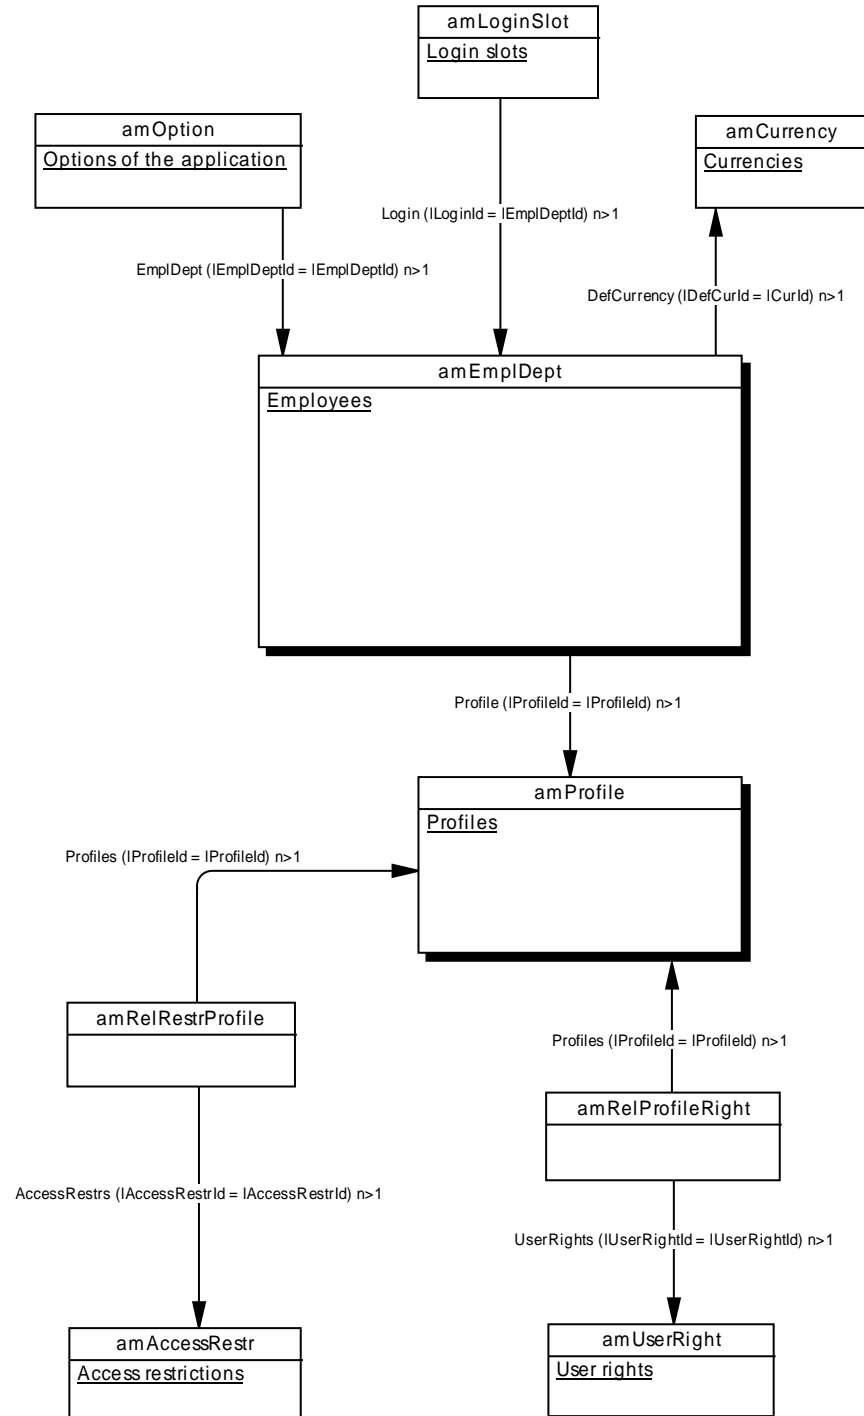 amLoginSlot
Login slots
amOption
Options of the application
amCurrency
Currencies
Login (lLoginId = lEmplDeptId) n>1
EmplDept (lEmplDeptId = lEmplDeptId) n>1
DefCurrency (lDefCurId = lCurId) n>1
amEmplDept
Employees
Profile (lProfileId = lProfileId) n>1
amProfile
Profiles
Profiles (lProfileId = lProfileId) n>1
amRelRestrProfile
Profiles (lProfileId = lProfileId) n>1
amRelProfileRight
AccessRestrs (lAccessRestrId = lAccessRestrId) n>1
UserRights (lUserRightId = lUserRightId) n>1
amAccessRestr
Access restrictions
amUserRight
User rights